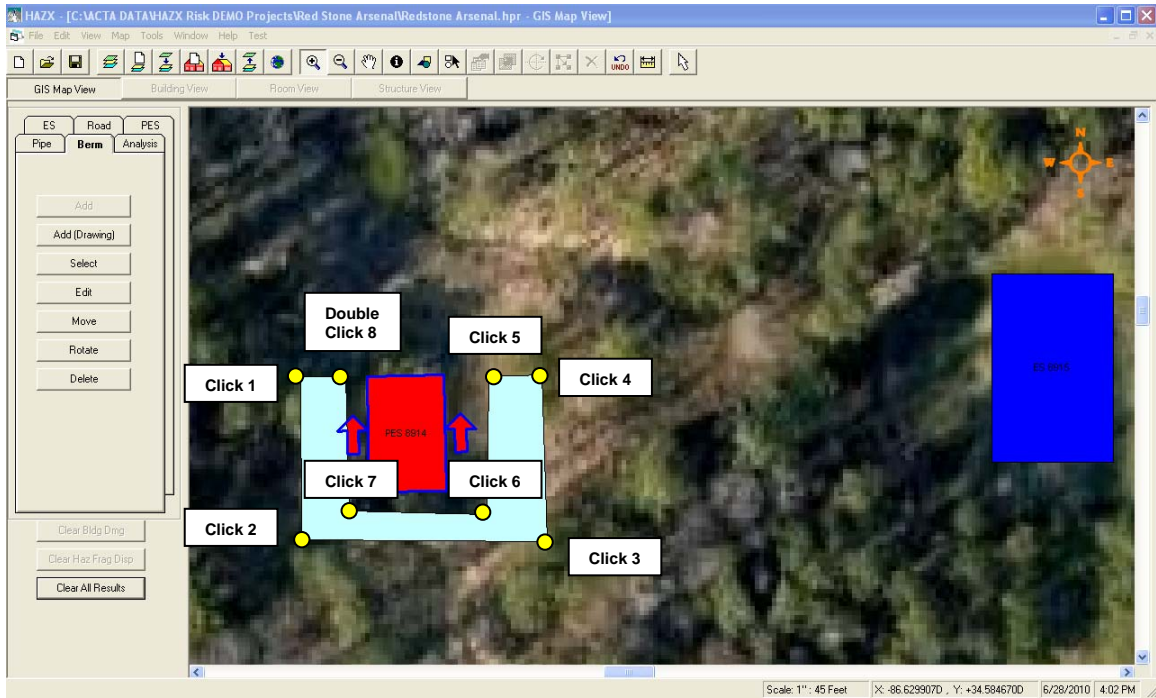 HAZX - [C:\ACTA DATA\HAZX Risk DEMO Projects\Red Stone Arsenal\Redstone Arsenal.hpr - GIS Map View]
File Edit View Map Tools Window Help Test
UNDO
GIS Map View Building View Room View Structure View
ES Road PES
Pipe Berm Analysis
Add
Add (Drawing)
Select
Edit
Move
Rotate
Delete
Clear Bldg Dmg
Clear Haz Frag Disp
Clear All Results
N
W E
S
Double
Click 8
Click 5
Click 1
Click 4
PES 8914
Click 7
Click 6
Click 2
Click 3
Scale: 1" : 45 Feet X: -86.629907D , Y: +34.584670D 6/28/2010 4:02 PM